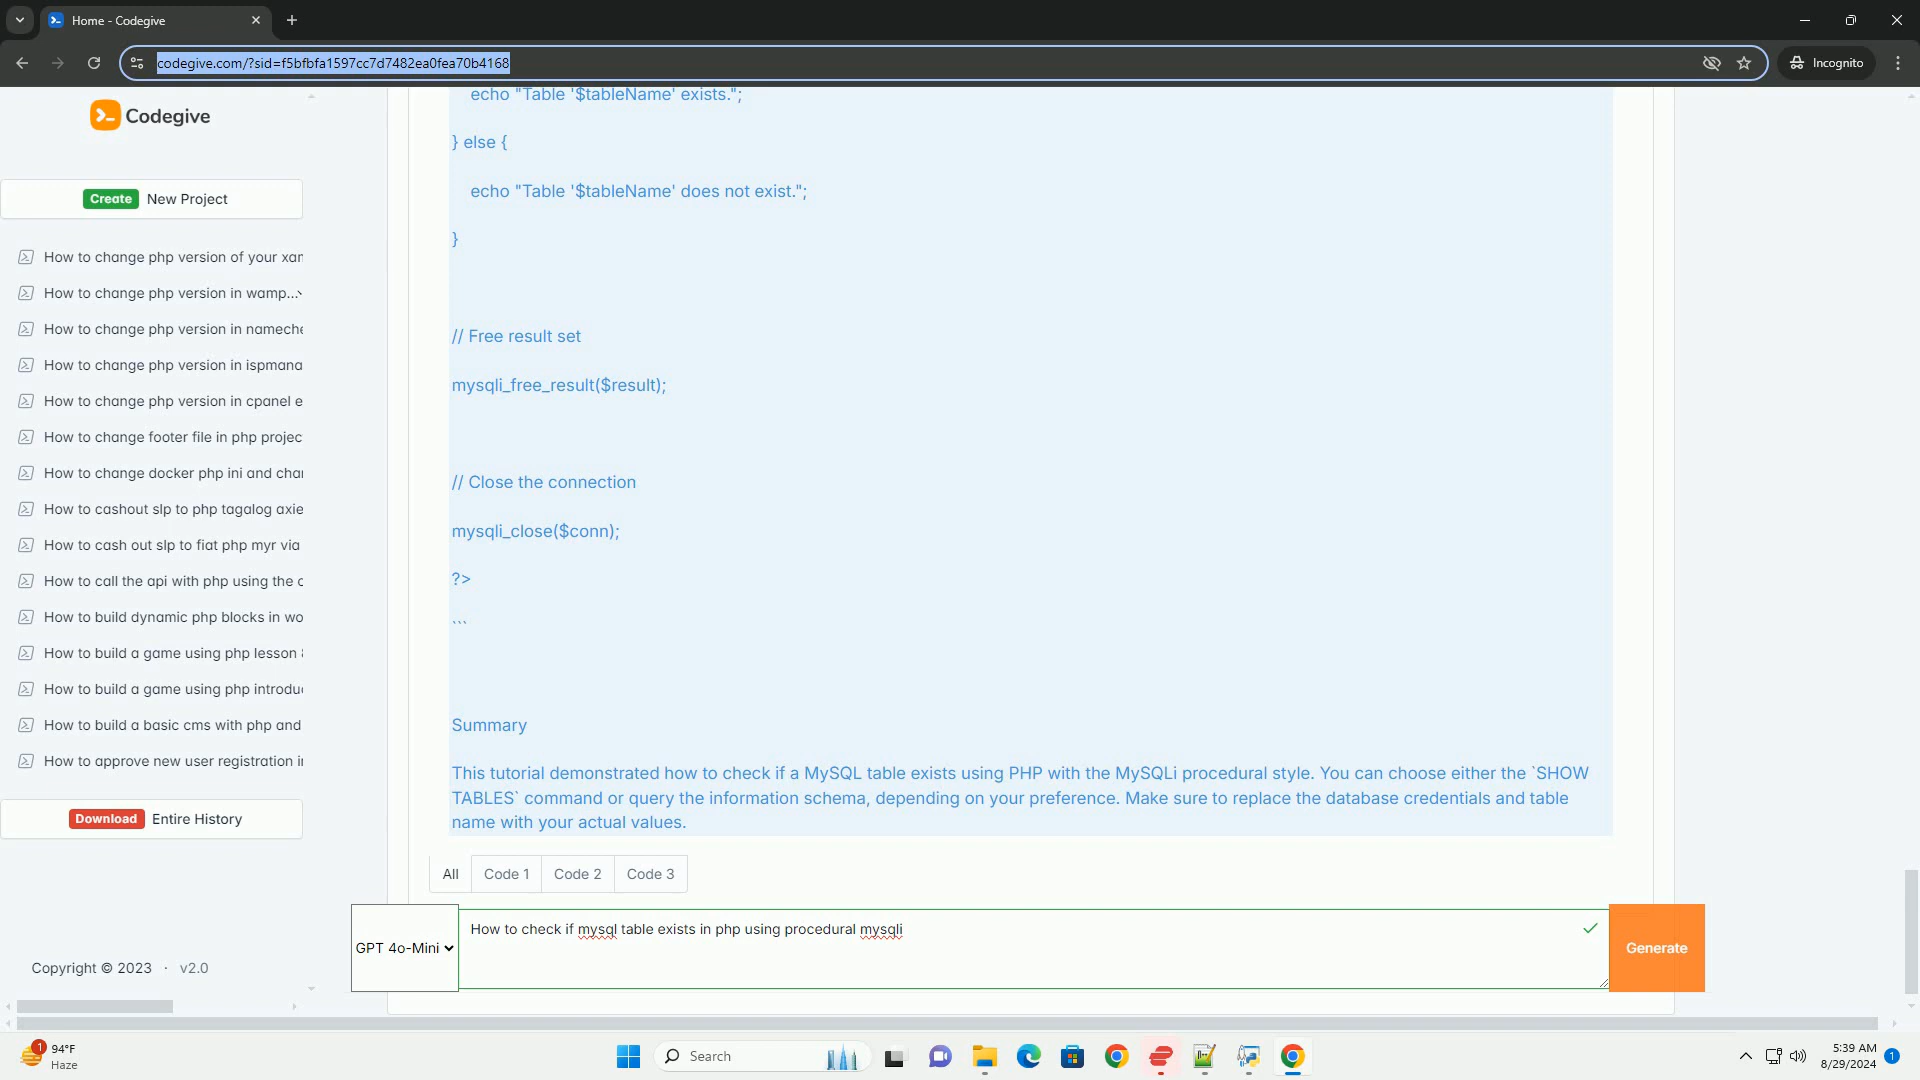 Home - Codegive
codegive.com/?sid=f5bfbfa1597cc7d7482ea0fea70b4168
Incognito
Codegive
Create New Project
How to change php version of your xam
How to change php version in wamp...
How to change php version in nameche
How to change php version in ispmana
How to change php version in cpanel e
How to change footer file in php projec
How to change docker php ini and char
How to cashout slp to php tagalog axie
How to cash out slp to fiat php myr via
How to call the api with php using the c
How to build dynamic php blocks in wo
How to build a game using php lesson
How to build a game using php introdu
How to build a basic cms with php and
How to approve new user registration i
Download Entire History
Copyright © 2023 · v2.0
echo "Table '$tableName' exists.";
} else {
echo "Table '$tableName' does not exist.";
}
// Free result set
mysqli_free_result($result);
// Close the connection
mysqli_close($conn);
?>
```
Summary
This tutorial demonstrated how to check if a MySQL table exists using PHP with the MySQLi procedural style. You can choose either the `SHOW
TABLES` command or query the information schema, depending on your preference. Make sure to replace the database credentials and table
name with your actual values.
All Code 1 Code 2 Code 3
GPT 4o-Mini
How to check if mysql table exists in php using procedural mysqli
Generate
1
94°F
Haze
Search
5:39 AM
8/29/2024
1